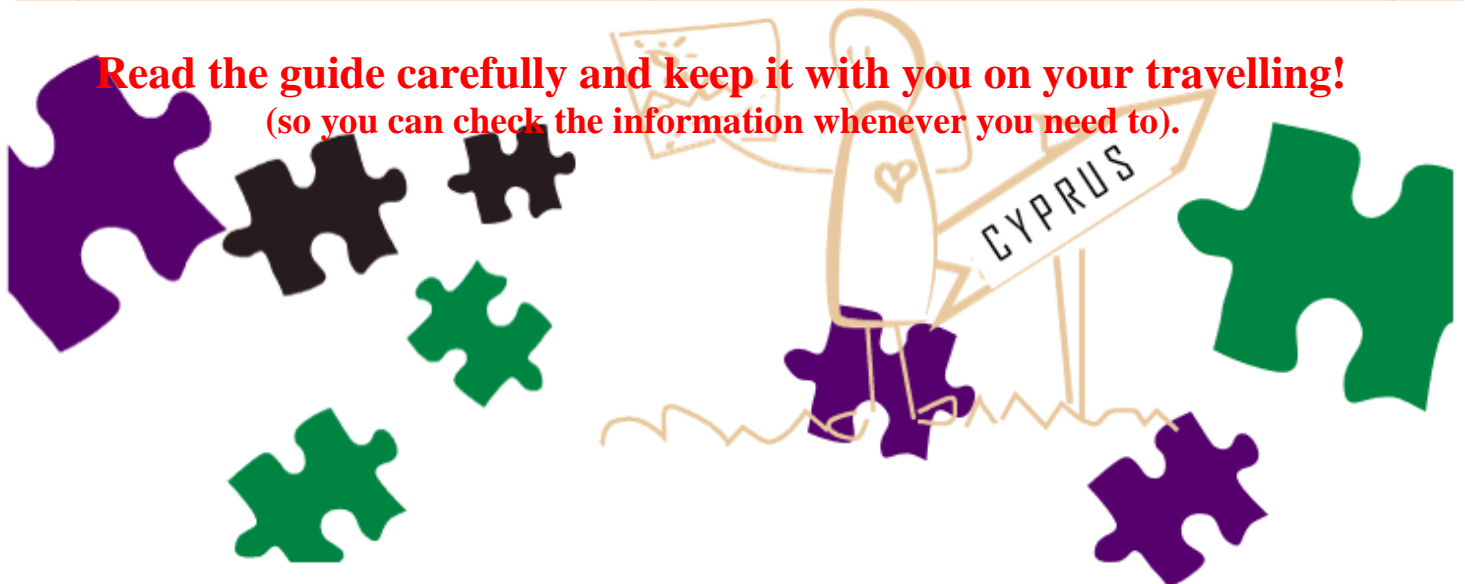 Read the guide carefully and keep it with you on your travelling!
(so you can check the information whenever you need to).
CYPRUS